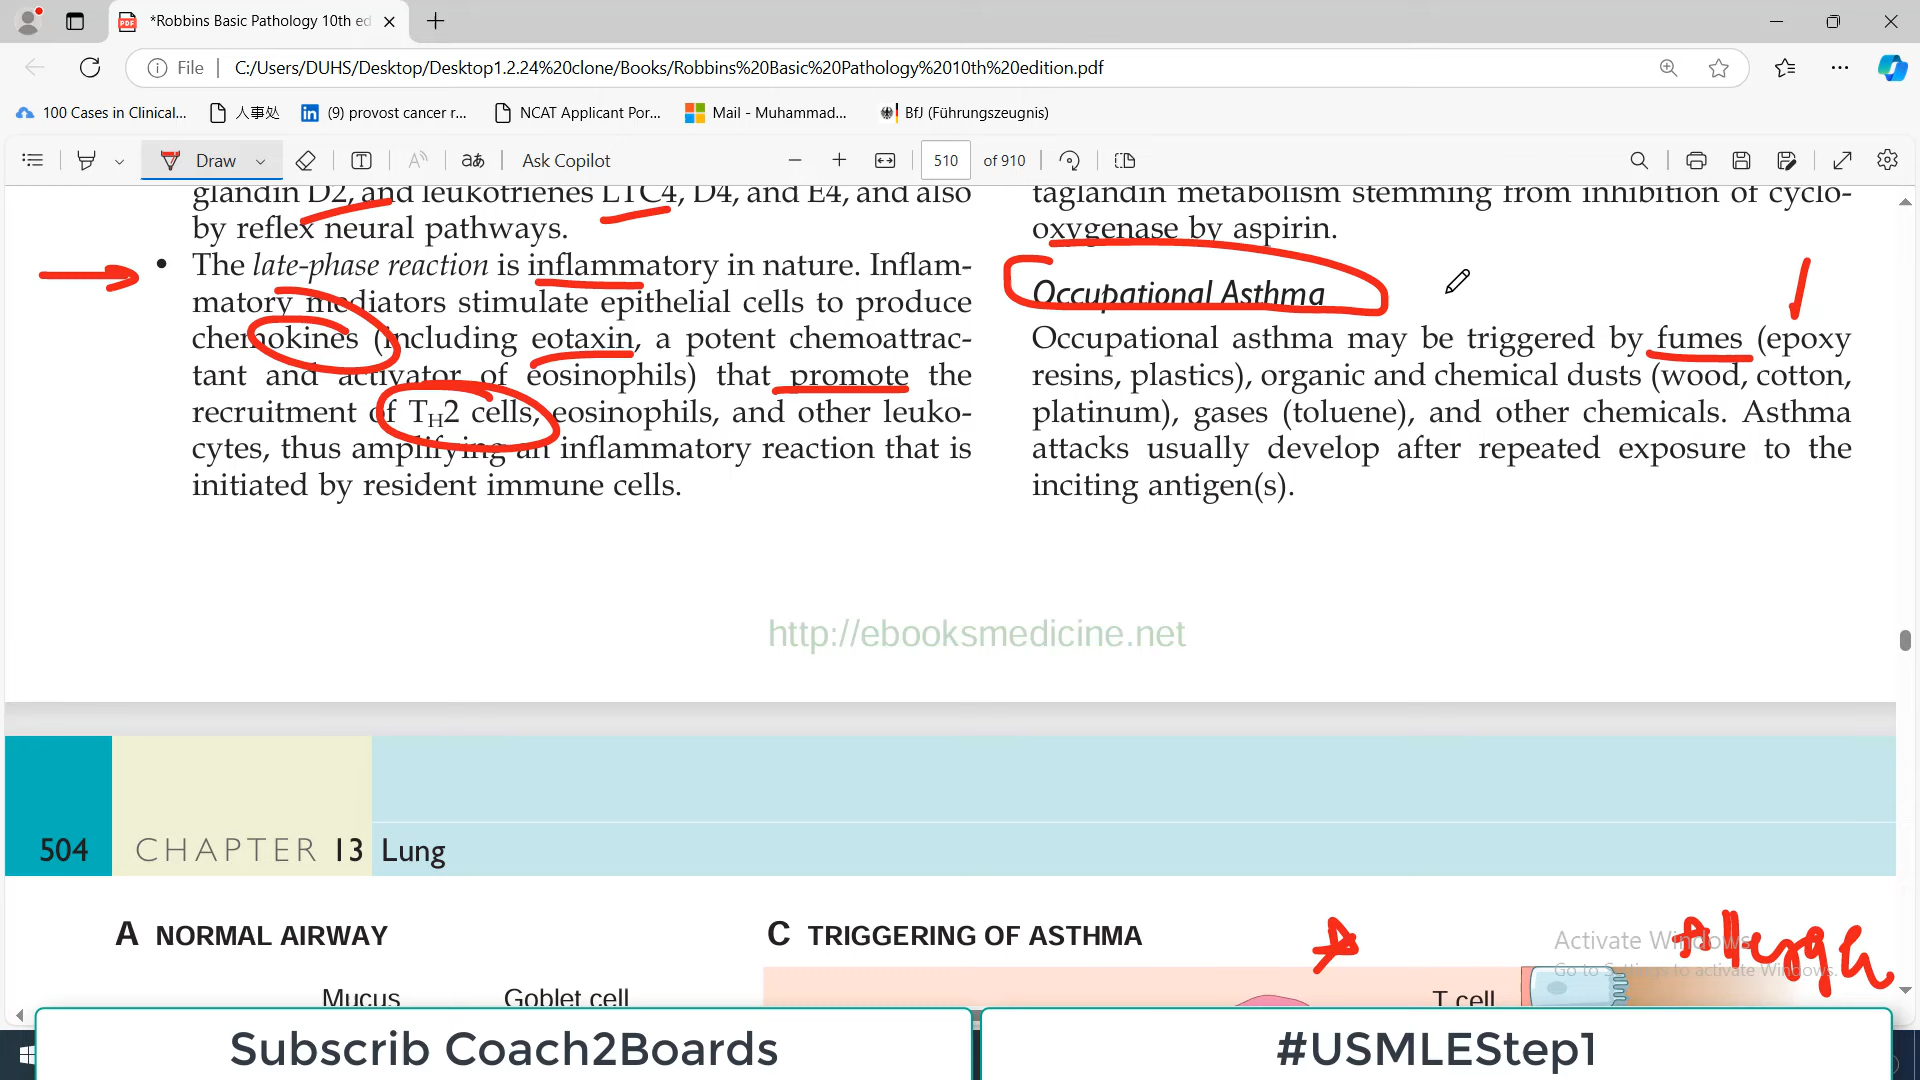 *Robbins Basic Pathology 10th ed
File
C:/Users/DUHS/Desktop/Desktop1.2.24%20clone/Books/Robbins%20Basic%20Pathology%2010th%20edition.pdf
100 Cases in Clinical...
人事处
(9) provost cancer r...
NCAT Applicant Por...
Mail - Muhammad...
BfJ (Führungszeugnis)
Draw
Ask Copilot
510
of 910
glandin D2, and leukotrienes LTC4, D4, and E4, and also
by reflex neural pathways.
• The late-phase reaction is inflammatory in nature. Inflam-
matory mediators stimulate epithelial cells to produce
chemokines (including eotaxin, a potent chemoattrac-
tant and activator of eosinophils) that promote the
recruitment of TH2 cells, eosinophils, and other leuko-
cytes, thus amplifying an inflammatory reaction that is
initiated by resident immune cells.
taglandin metabolism stemming from inhibition of cyclo-
oxygenase by aspirin.
Occupational Asthma
Occupational asthma may be triggered by fumes (epoxy
resins, plastics), organic and chemical dusts (wood, cotton,
platinum), gases (toluene), and other chemicals. Asthma
attacks usually develop after repeated exposure to the
inciting antigen(s).
http://ebooksmedicine.net
504 CHAPTER 13 Lung
A NORMAL AIRWAY
Mucus
Goblet cell
C TRIGGERING OF ASTHMA
T cell
Activate Windows
Go to Settings to activate Windows.
Subscrib Coach2Boards
#USMLEStep1